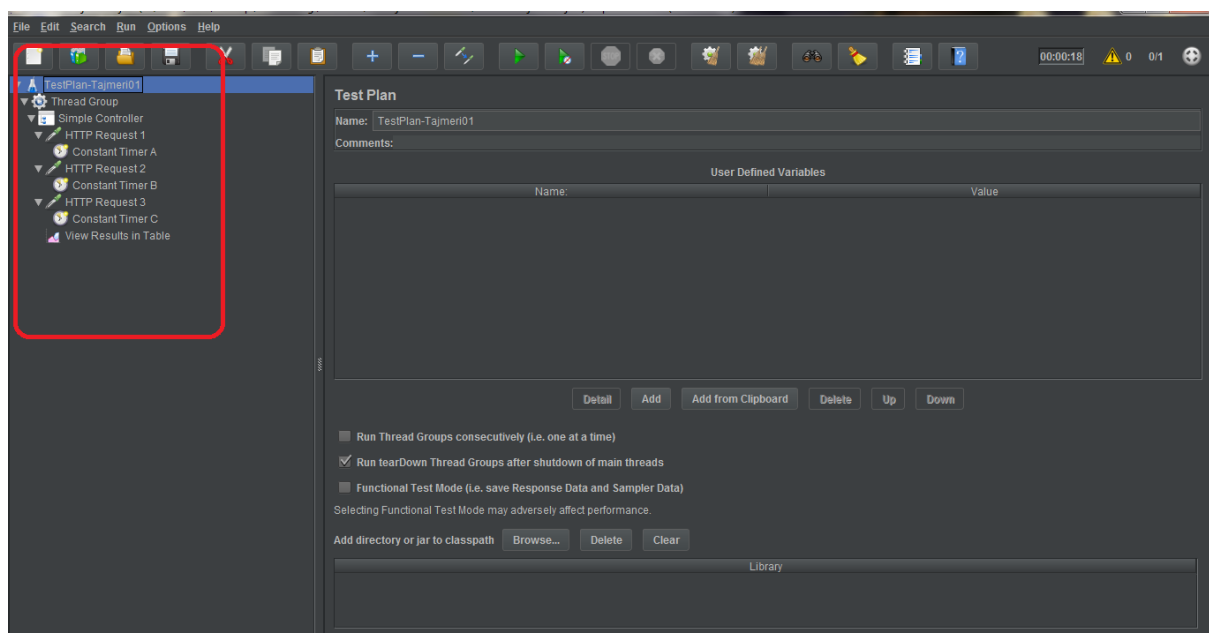 File Edit Search Run Options Help
00:00:18 0 0/1
TestPlan-Tajmeri01
Thread Group
Simple Controller
HTTP Request 1
Constant Timer A
HTTP Request 2
Constant Timer B
HTTP Request 3
Constant Timer C
View Results in Table
Test Plan
Name: TestPlan-Tajmeri01
Comments:
User Defined Variables
Name: Value
Detail Add Add from Clipboard Delete Up Down
Run Thread Groups consecutively (i.e. one at a time)
Run tearDown Thread Groups after shutdown of main threads
Functional Test Mode (i.e. save Response Data and Sampler Data)
Selecting Functional Test Mode may adversely affect performance.
Add directory or jar to classpath Browse... Delete Clear
Library